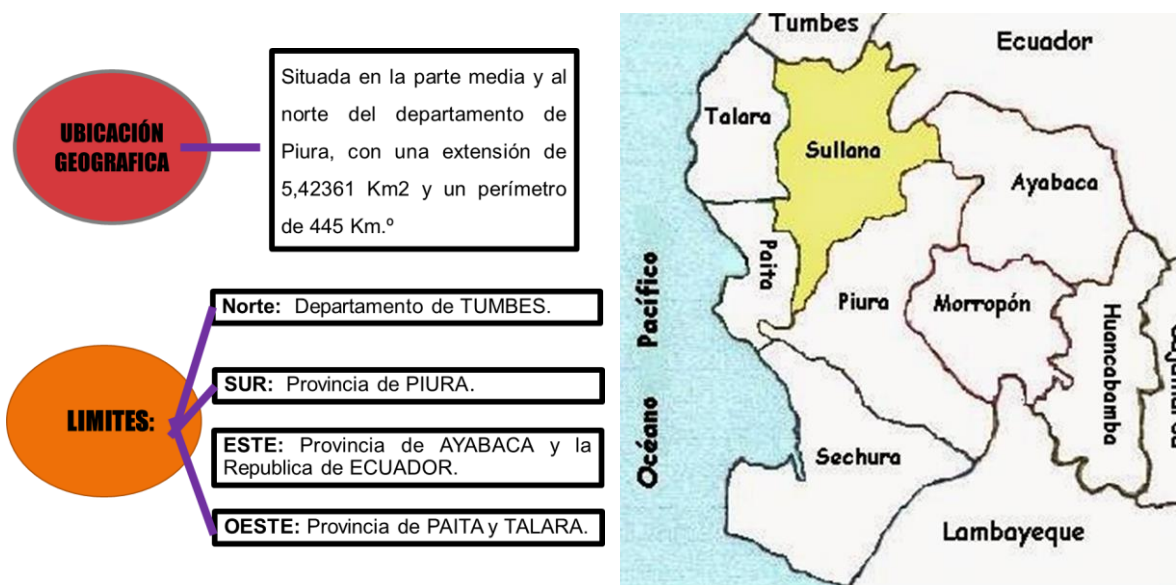 UBICACIÓN
GEOGRAFICA
Situada en la parte media y al
norte del departamento de
Piura, con una extensión de
5,42361 Km2 y un perímetro
de 445 Km.º
LIMITES:
Norte: Departamento de TUMBES.
SUR: Provincia de PIURA.
ESTE: Provincia de AYABACA y la
Republica de ECUADOR.
OESTE: Provincia de PAITA y TALARA.
Tumbes
Ecuador
Talara
Sullana
Ayabaca
Paita
Piura
Morropón
Huancabamba
Océano Pacífico
Sechura
Lambayeque